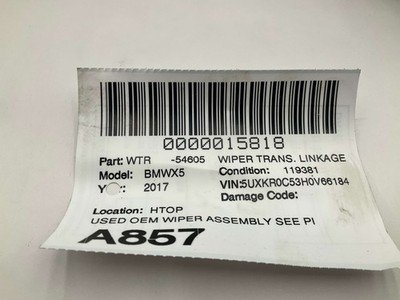 0000015818
Part: WTR -54605 WIPER TRANS. LINKAGE
Model: BMWX5 Condition: 119381
Year: 2017 VIN:5UXKR0C53H0V66184
Damage Code:
Location: HTOP
USED OEM WIPER ASSEMBLY SEE PI
A857